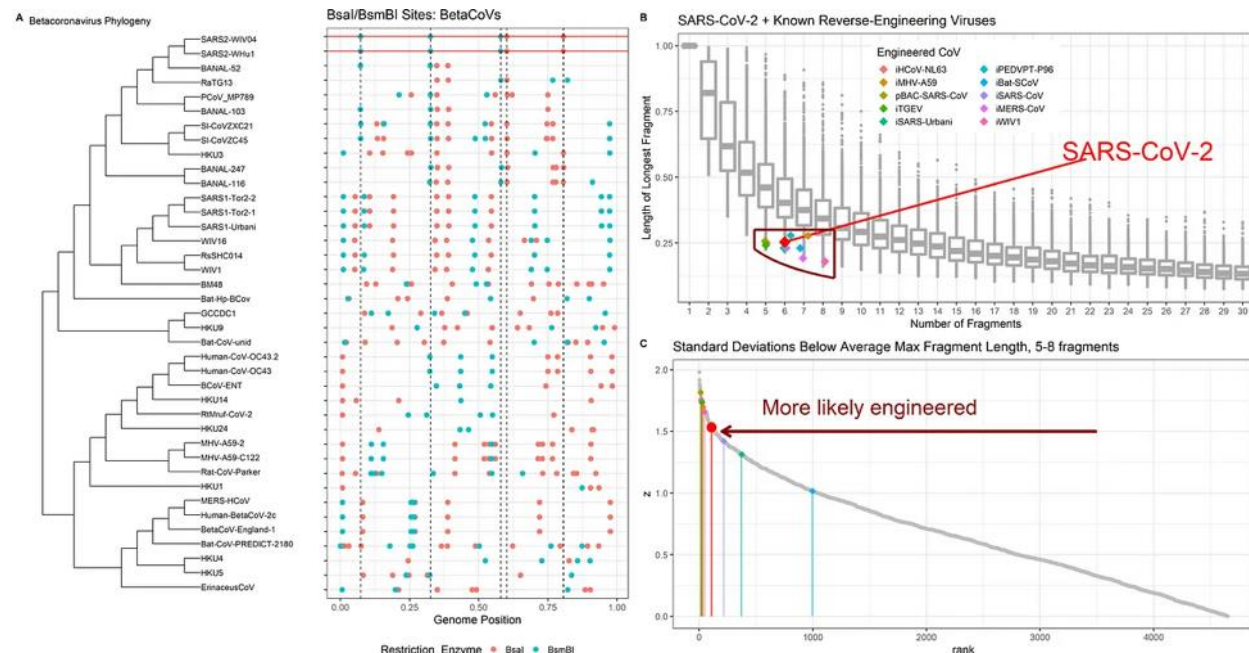 A Betacoronavirus Phylogeny
SARS2-WIV04
SARS2-WHu1
BANAL-52
RaTG13
PCoV_MP789
BANAL-103
Sl-CoVZXC21
Sl-CoVZC45
HKU3
BANAL-247
BANAL-116
SARS1-Tor2-2
SARS1-Tor2-1
SARS1-Urbani
WIV16
RsSHC014
WIV1
BM48
Bat-Hp-BCov
GCCDC1
HKU9
Bat-CoV-unid
Human-CoV-OC43.2
Human-CoV-OC43
BCoV-ENT
HKU14
RtMruf-CoV-2
HKU24
MHV-A59-2
MHV-A59-C122
Rat-CoV-Parker
HKU1
MERS-HCoV
Human-BetaCoV-2c
BetaCoV-England-1
Bat-CoV-PREDICT-2180
HKU4
HKU5
ErinaceusCoV
BsaI/BsmBI Sites: BetaCoVs
0.00 0.25 0.50 0.75 1.00
Genome Position
Restriction_Enzyme BsaI BsmBI
B SARS-CoV-2 + Known Reverse-Engineering Viruses
Length of Longest Fragment
1.00
0.75
0.50
0.25
Engineered CoV
iHCoV-NL63 iPEDVPT-P96
iMHV-A59 iBat-SCoV
pBAC-SARS-CoV iSARS-CoV
iTGEV iMERS-CoV
iSARS-Urbani iWIV1
SARS-CoV-2
1 2 3 4 5 6 7 8 9 10 11 12 13 14 15 16 17 18 19 20 21 22 23 24 25 26 27 28 29 30
Number of Fragments
C Standard Deviations Below Average Max Fragment Length, 5-8 fragments
z
2.0
1.5
1.0
0.5
0.0
More likely engineered
0 1000 2000 3000 4000
rank